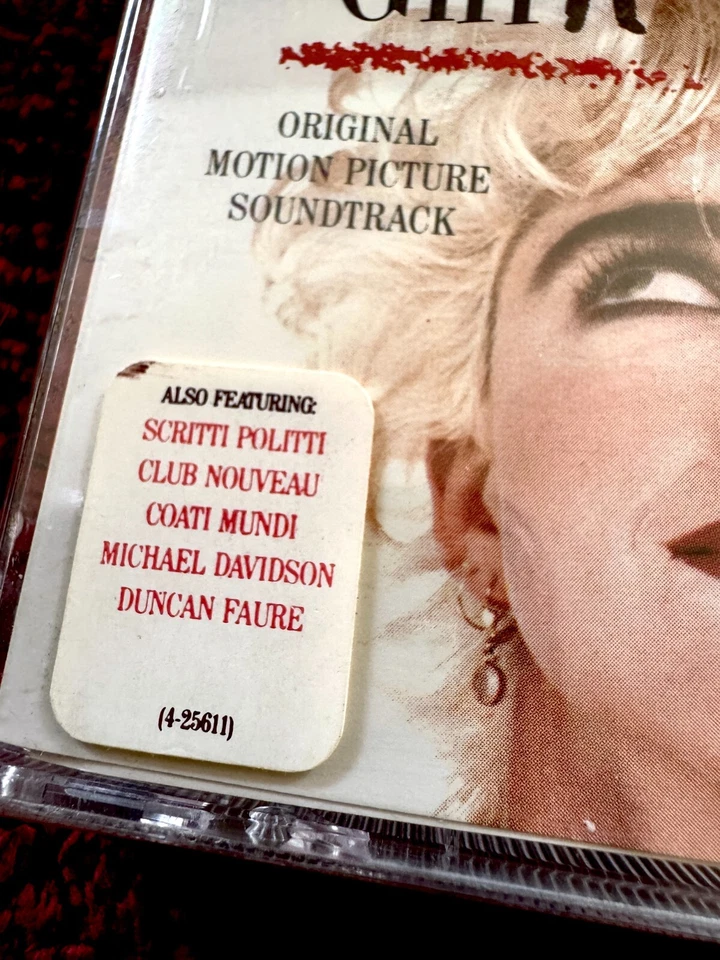 ORIGINAL
MOTION PICTURE
SOUNDTRACK
ALSO FEATURING:
SCRITTI POLITTI
CLUB NOUVEAU
COATI MUNDI
MICHAEL DAVIDSON
DUNCAN FAURE
(4-25611)